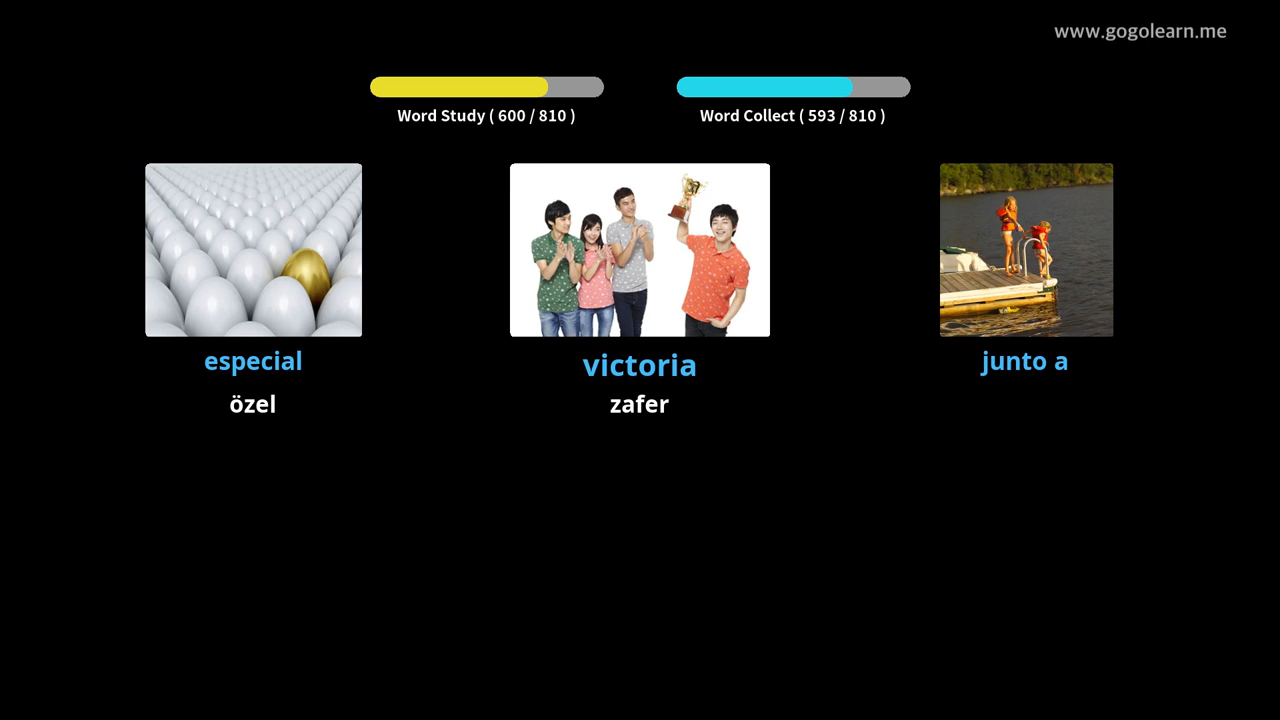 www.gogolearn.me
Word Study ( 600 / 810 )
Word Collect ( 593 / 810 )
especial
özel
victoria
zafer
junto a